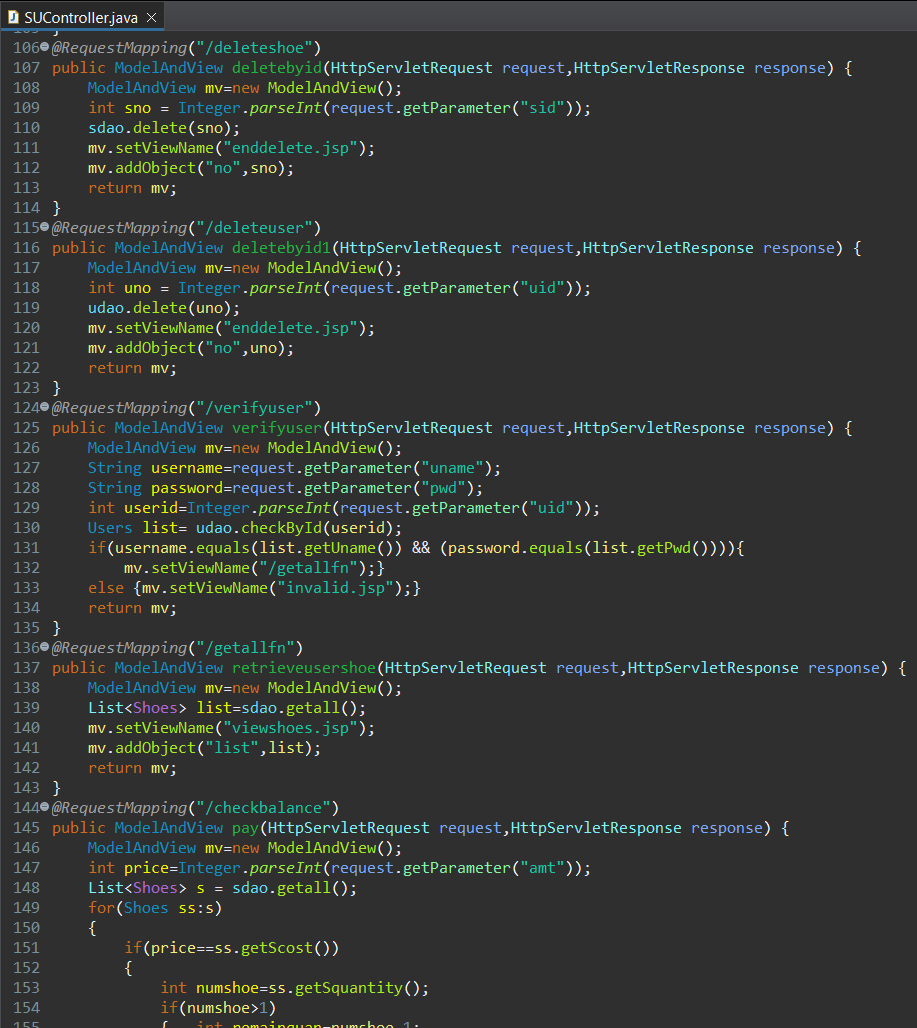 SUController.java
106 @RequestMapping("/deleteshoe")
107 public ModelAndView deletebyid(HttpServletRequest request,HttpServletResponse response) {
108 ModelAndView mv=new ModelAndView();
109 int sno = Integer.parseInt(request.getParameter("sid"));
110 sdao.delete(sno);
111 mv.setViewName("enddelete.jsp");
112 mv.addObject("no",sno);
113 return mv;
114 }
115 @RequestMapping("/deleteuser")
116 public ModelAndView deletebyid1(HttpServletRequest request,HttpServletResponse response) {
117 ModelAndView mv=new ModelAndView();
118 int uno = Integer.parseInt(request.getParameter("uid"));
119 udao.delete(uno);
120 mv.setViewName("enddelete.jsp");
121 mv.addObject("no",uno);
122 return mv;
123 }
124 @RequestMapping("/verifyuser")
125 public ModelAndView verifyuser(HttpServletRequest request,HttpServletResponse response) {
126 ModelAndView mv=new ModelAndView();
127 String username=request.getParameter("uname");
128 String password=request.getParameter("pwd");
129 int userid=Integer.parseInt(request.getParameter("uid"));
130 Users list= udao.checkById(userid);
131 if(username.equals(list.getUname()) && (password.equals(list.getPwd()))){
132 mv.setViewName("/getallfn");}
133 else {mv.setViewName("invalid.jsp");}
134 return mv;
135 }
136 @RequestMapping("/getallfn")
137 public ModelAndView retrieveusershoe(HttpServletRequest request,HttpServletResponse response) {
138 ModelAndView mv=new ModelAndView();
139 List<Shoes> list=sdao.getall();
140 mv.setViewName("viewshoes.jsp");
141 mv.addObject("list",list);
142 return mv;
143 }
144 @RequestMapping("/checkbalance")
145 public ModelAndView pay(HttpServletRequest request,HttpServletResponse response) {
146 ModelAndView mv=new ModelAndView();
147 int price=Integer.parseInt(request.getParameter("amt"));
148 List<Shoes> s = sdao.getall();
149 for(Shoes ss:s)
150 {
151 if(price==ss.getScost())
152 {
153 int numshoe=ss.getSquantity();
154 if(numshoe>1)
155 { int remainquan=numshoe-1;